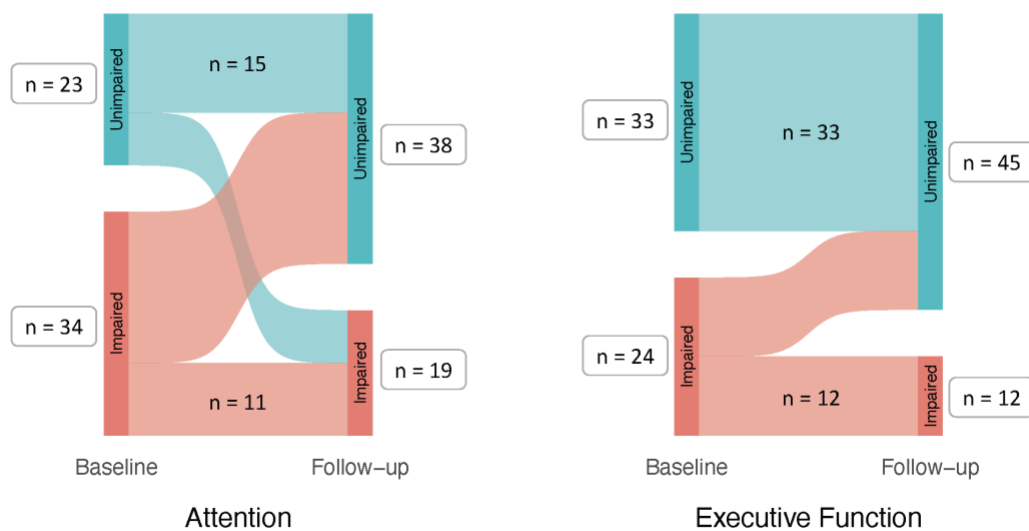 Unimpaired
n = 23
n = 15
Unimpaired
n = 38
Impaired
n = 34
n = 11
Impaired
n = 19
Baseline
Follow−up
Attention
Unimpaired
n = 33
n = 33
Unimpaired
n = 45
Impaired
n = 24
n = 12
Impaired
n = 12
Baseline
Follow−up
Executive Function